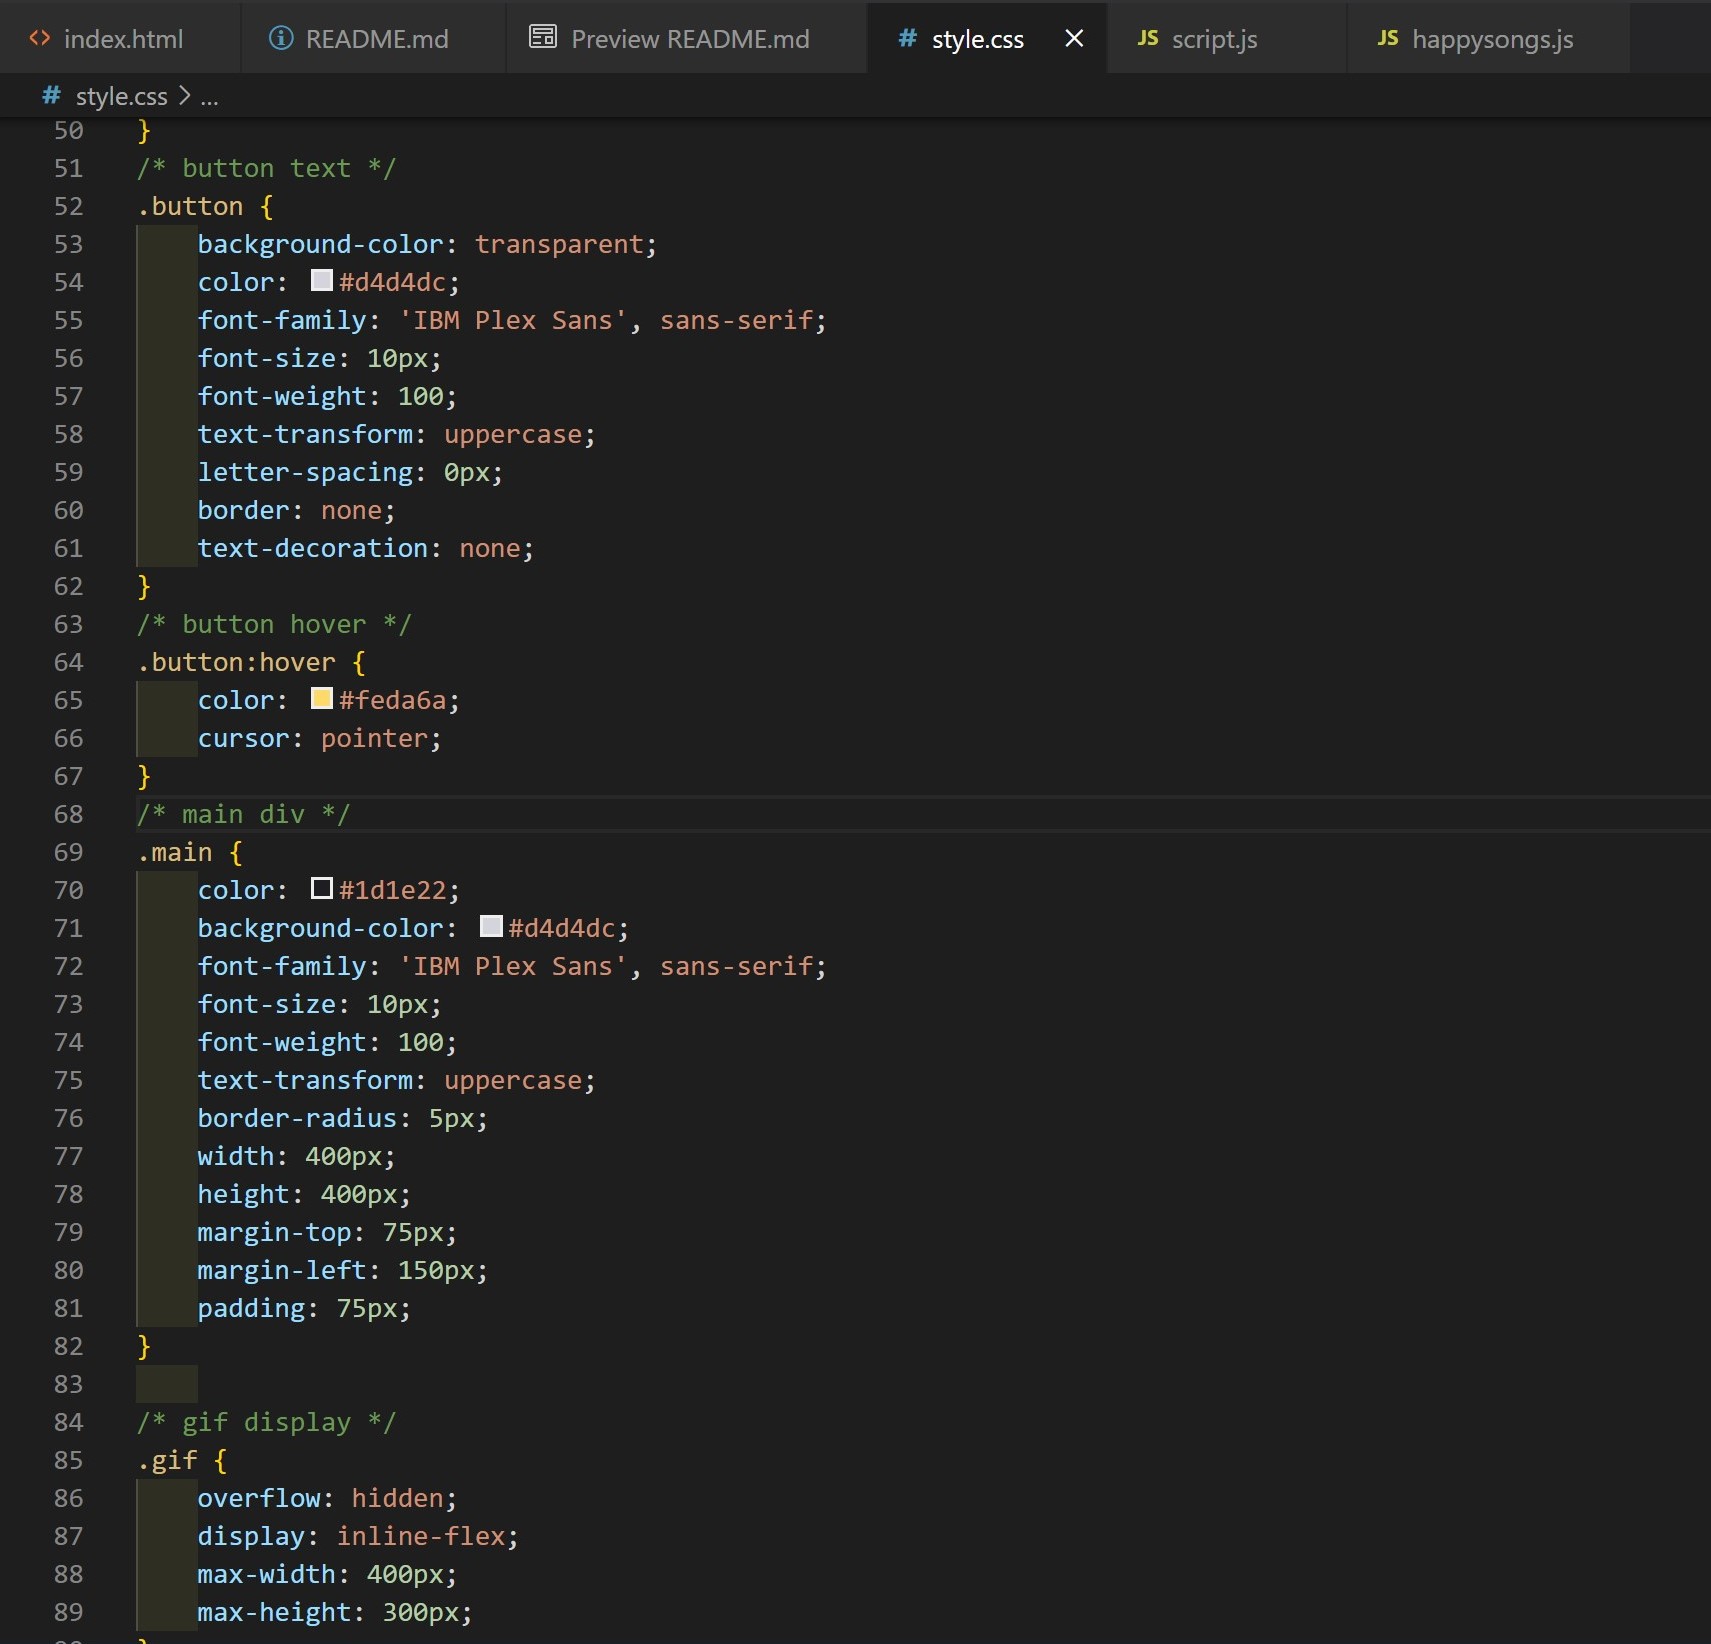 index.html README.md Preview README.md # style.css × JS script.js JS happysongs.js
# style.css > ...
50 }
51 /* button text */
52 .button {
53 background-color: transparent;
54 color: #d4d4dc;
55 font-family: 'IBM Plex Sans', sans-serif;
56 font-size: 10px;
57 font-weight: 100;
58 text-transform: uppercase;
59 letter-spacing: 0px;
60 border: none;
61 text-decoration: none;
62 }
63 /* button hover */
64 .button:hover {
65 color: #feda6a;
66 cursor: pointer;
67 }
68 /* main div */
69 .main {
70 color: #1d1e22;
71 background-color: #d4d4dc;
72 font-family: 'IBM Plex Sans', sans-serif;
73 font-size: 10px;
74 font-weight: 100;
75 text-transform: uppercase;
76 border-radius: 5px;
77 width: 400px;
78 height: 400px;
79 margin-top: 75px;
80 margin-left: 150px;
81 padding: 75px;
82 }
83
84 /* gif display */
85 .gif {
86 overflow: hidden;
87 display: inline-flex;
88 max-width: 400px;
89 max-height: 300px;